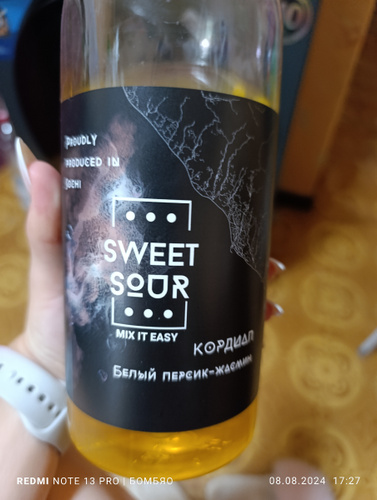 PROUDLY
PRODUCED IN
SOCHI
SWEET
SOUR
MIX IT EASY
КОРДИАЛ
БЕЛЫЙ ПЕРСИК-ЖАСМИН
REDMI NOTE 13 PRO | БОМБЯО
08.08.2024 17:27